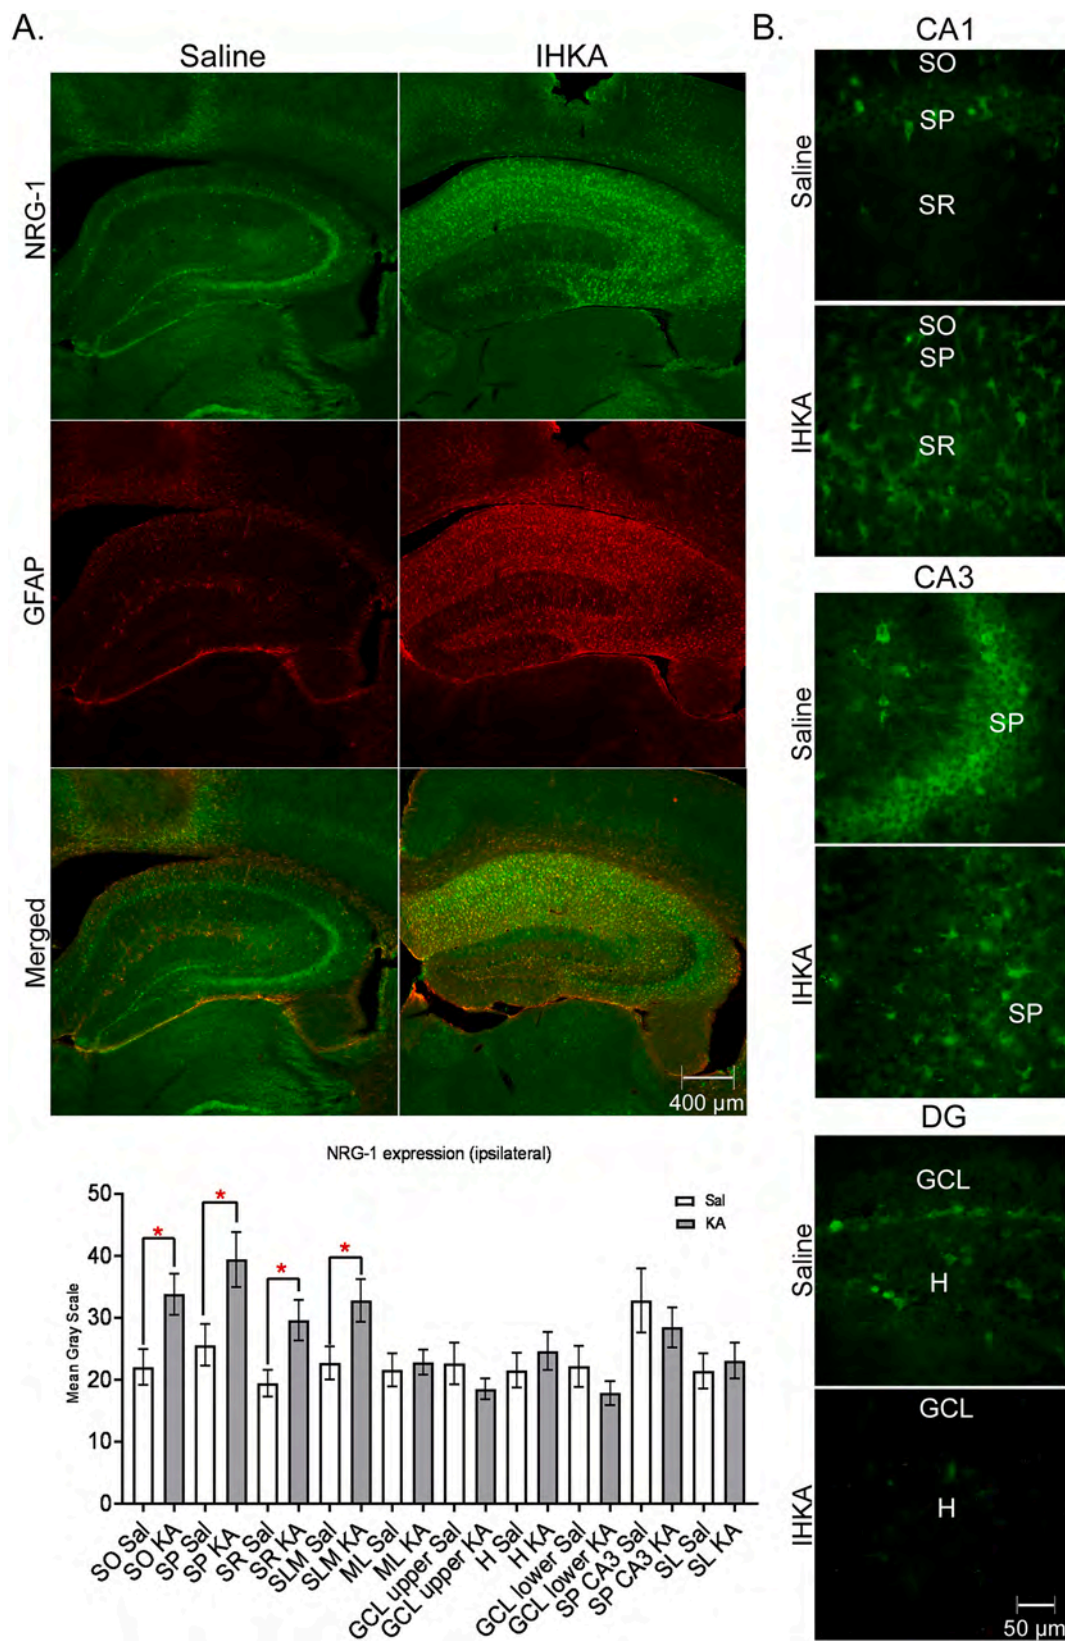 A.
Saline
IHKA
NRG-1
GFAP
Merged
400 µm
NRG-1 expression (ipsilateral)
Mean Gray Scale
50
40
30
20
10
0
*
*
*
*
Sal
KA
SO Sal
SO KA
SP Sal
SP KA
SR Sal
SR KA
SLM Sal
SLM KA
ML Sal
ML KA
GCL upper Sal
GCL upper KA
H Sal
H KA
GCL lower Sal
GCL lower KA
SP CA3 Sal
SP CA3 KA
SL Sal
SL KA
B.
CA1
Saline
SO
SP
SR
IHKA
SO
SP
SR
CA3
Saline
SP
IHKA
SP
DG
Saline
GCL
H
IHKA
GCL
H
50 µm